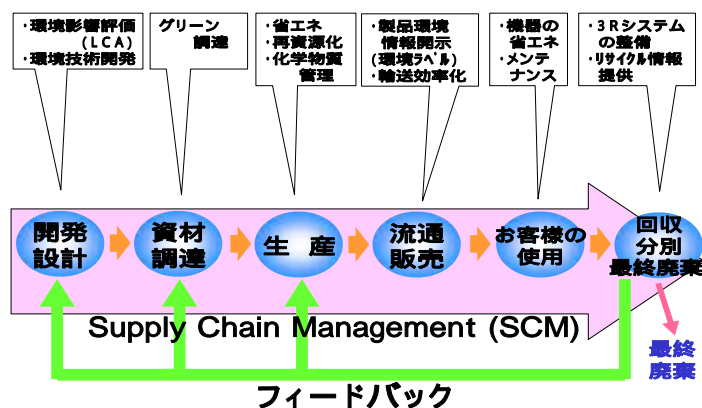 ・環境影響評価
(LCA)
・環境技術開発
グリーン
調達
・省エネ
・再資源化
・化学物質
管理
・製品環境
情報開示
(環境ラベル)
・輸送効率化
・機器の
省エネ
・メンテ
ナンス
・3Rシステム
の整備
・リサイクル情報
提供
開発
設計
資材
調達
生 産
流通
販売
お客様の
使用
回収
分別
最終廃棄
Supply Chain Management (SCM)
最終
廃棄
フィードバック